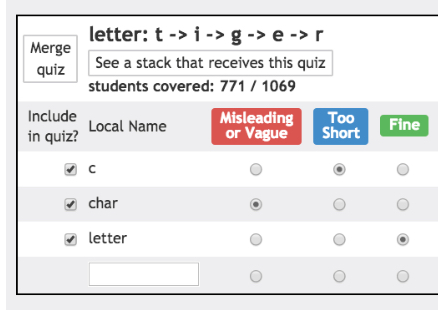 Merge
quiz
letter: t -> i -> g -> e -> r
See a stack that receives this quiz
students covered: 771 / 1069
Include
in quiz?
Local Name
Misleading
or Vague
Too
Short
Fine
c
char
letter